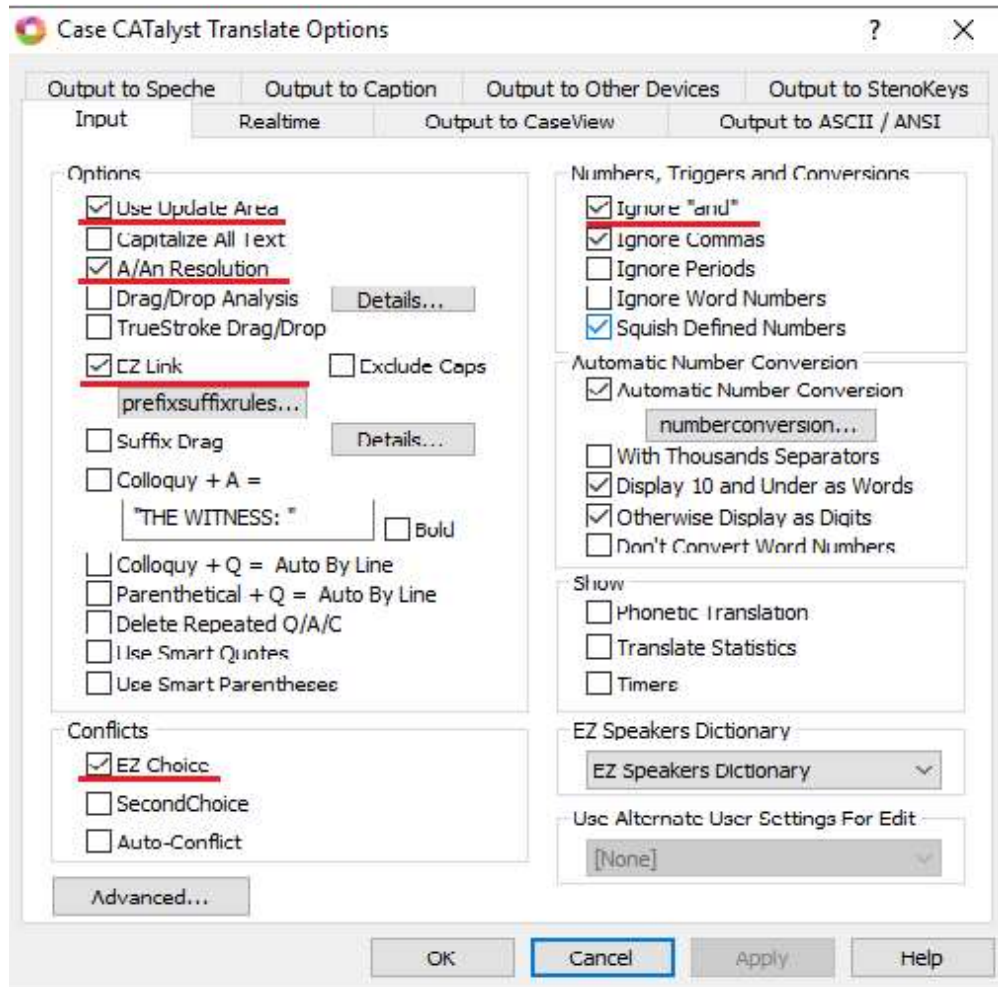 Case CATalyst Translate Options
Output to Speche Output to Caption Output to Other Devices Output to StenoKeys
Input Realtime Output to CaseView Output to ASCII / ANSI
Options
Use Update Area
Capitalize All Text
A/An Resolution
Drag/Drop Analysis Details...
TrueStroke Drag/Drop
EZ Link Exclude Caps
prefixsuffixrules...
Suffix Drag Details...
Colloquy + A =
"THE WITNESS: " Bold
Colloquy + Q = Auto By Line
Parenthetical + Q = Auto By Line
Delete Repeated Q/A/C
Use Smart Quotes
Use Smart Parentheses
Conflicts
EZ Choice
SecondChoice
Auto-Conflict
Advanced...
Numbers, Triggers and Conversions
Ignore "and"
Ignore Commas
Ignore Periods
Ignore Word Numbers
Squish Defined Numbers
Automatic Number Conversion
Automatic Number Conversion
numberconversion...
With Thousands Separators
Display 10 and Under as Words
Otherwise Display as Digits
Don't Convert Word Numbers
Show
Phonetic Translation
Translate Statistics
Timers
EZ Speakers Dictionary
EZ Speakers Dictionary
Use Alternate User Settings For Edit
[None]
OK Cancel Apply Help